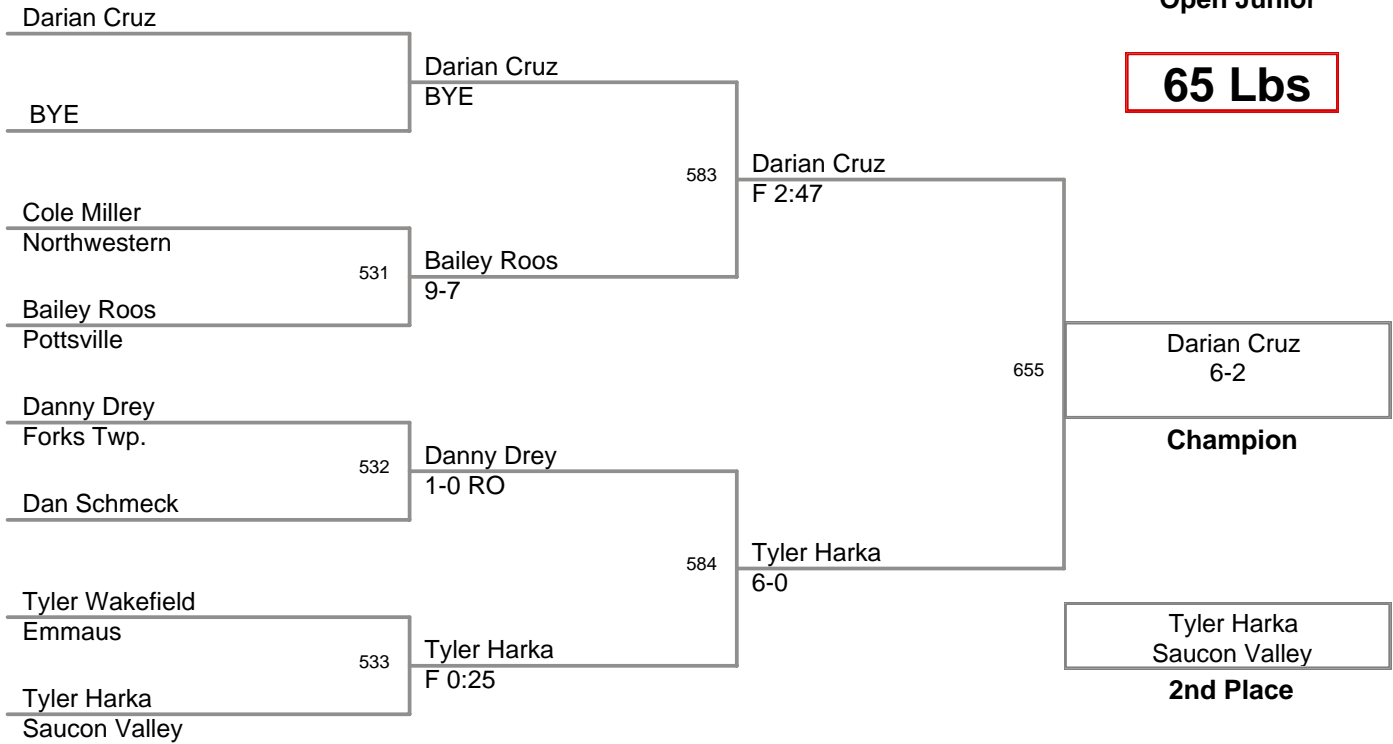 Open Junior
65 Lbs
Darian Cruz
BYE
Cole Miller
Northwestern
531
Bailey Roos
Pottsville
Danny Drey
Forks Twp.
532
Dan Schmeck
Tyler Wakefield
Emmaus
533
Tyler Harka
Saucon Valley
Darian Cruz
BYE
583
Bailey Roos
9-7
Danny Drey
1-0 RO
584
Tyler Harka
F 0:25
Darian Cruz
F 2:47
655
Tyler Harka
6-0
Darian Cruz
6-2
Champion
Tyler Harka
Saucon Valley
2nd Place